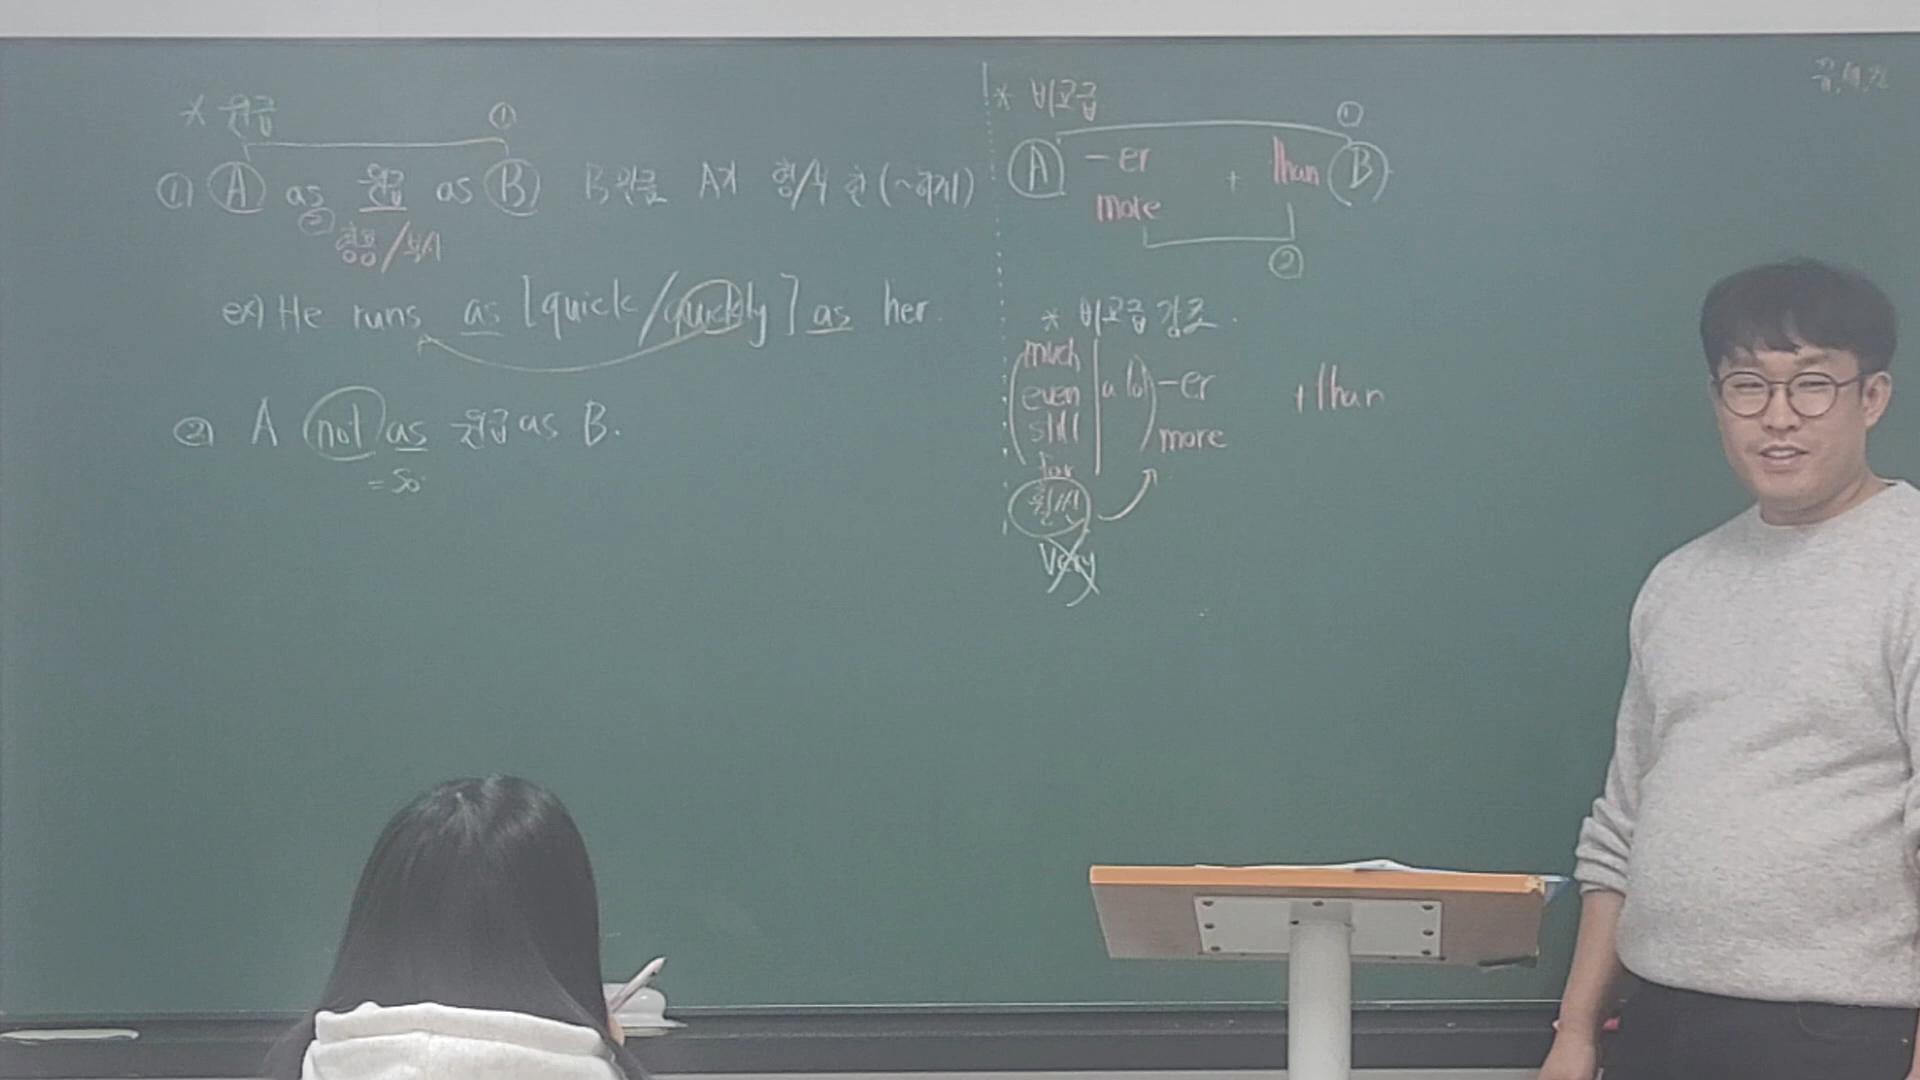 * 원급
①
① A as 원급 as B B만큼 A가 형/부 한(~하게)
② 형용/부사
ex) He runs as [quick/quickly] as her.
② A not as 원급 as B.
= so
* 비교급
①
A -er + than B
more
②
* 비교급 강조.
much
even a lot -er + than
still more
far
훨/씬
very